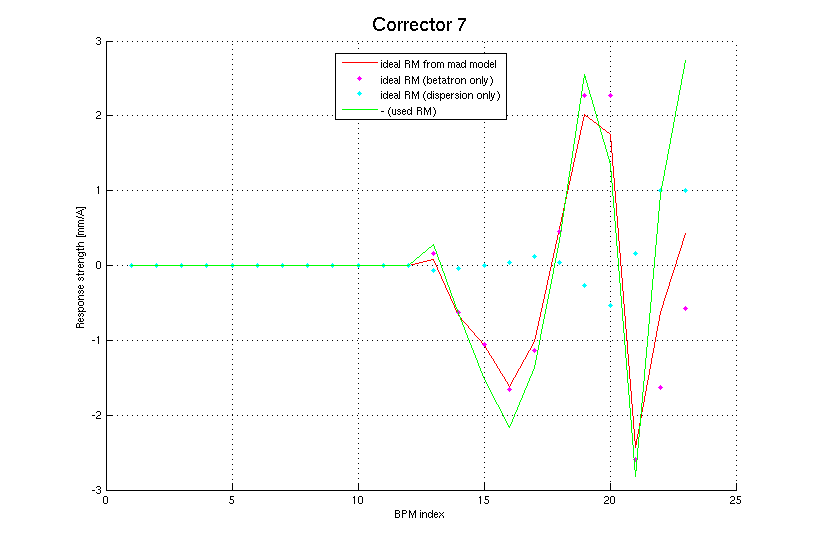 Corrector 7
ideal RM from mad model
ideal RM (betatron only)
ideal RM (dispersion only)
- (used RM)
Response strength [mm/A]
3
2
1
0
-1
-2
-3
0 5 10 15 20 25
BPM index